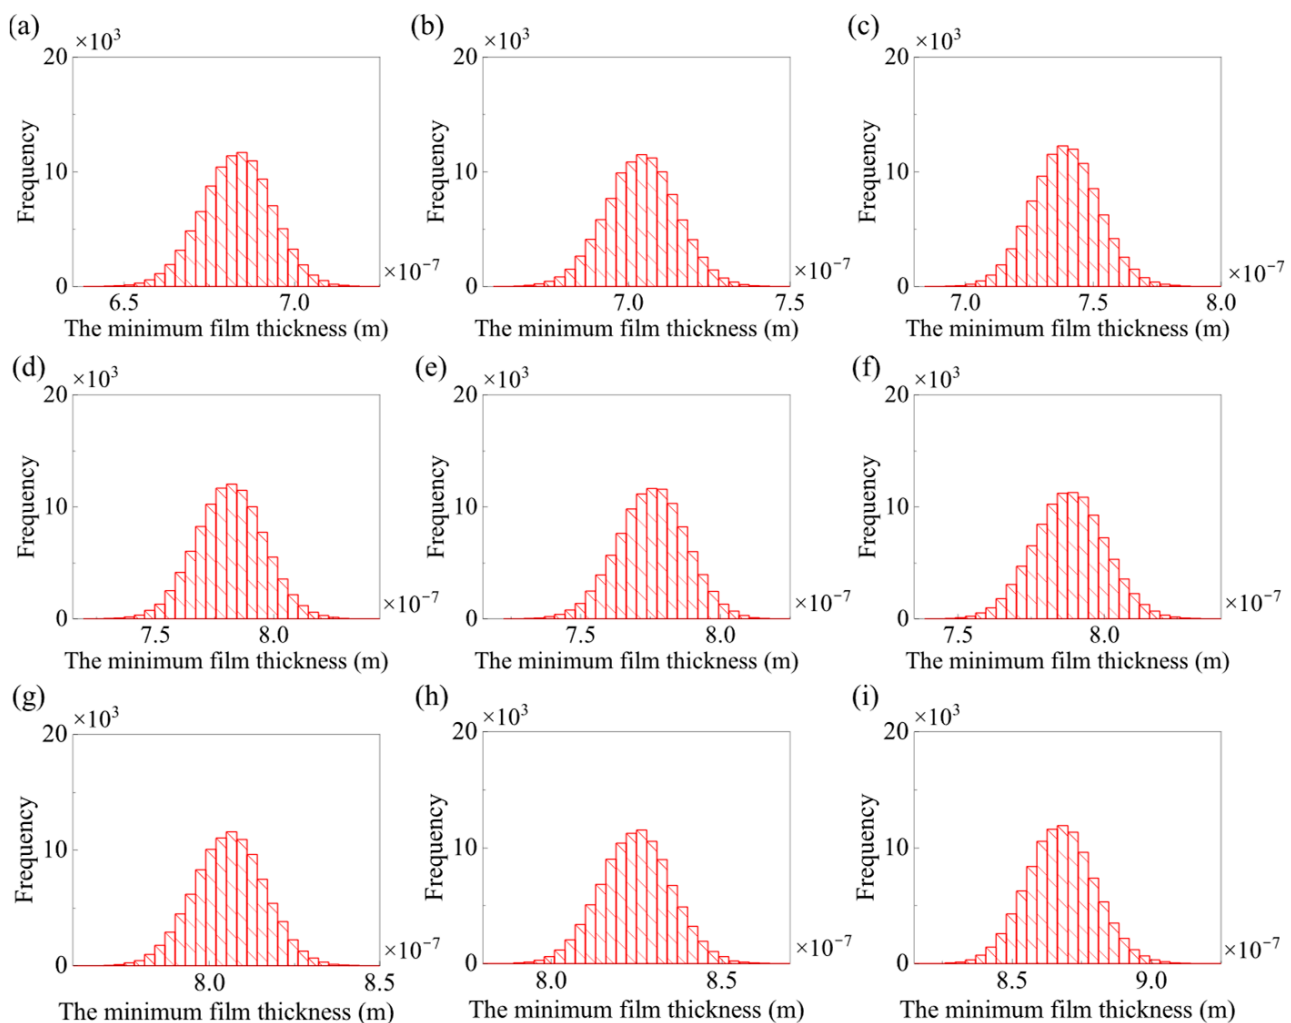 (a)
×10³
20
10
0
Frequency
6.5 7.0
×10⁻⁷
The minimum film thickness (m)
(b)
×10³
20
10
0
Frequency
7.0 7.5
×10⁻⁷
The minimum film thickness (m)
(c)
×10³
20
10
0
Frequency
7.0 7.5 8.0
×10⁻⁷
The minimum film thickness (m)
(d)
×10³
20
10
0
Frequency
7.5 8.0
×10⁻⁷
The minimum film thickness (m)
(e)
×10³
20
10
0
Frequency
7.5 8.0
×10⁻⁷
The minimum film thickness (m)
(f)
×10³
20
10
0
Frequency
7.5 8.0
×10⁻⁷
The minimum film thickness (m)
(g)
×10³
20
10
0
Frequency
8.0 8.5
×10⁻⁷
The minimum film thickness (m)
(h)
×10³
20
10
0
Frequency
8.0 8.5
×10⁻⁷
The minimum film thickness (m)
(i)
×10³
20
10
0
Frequency
8.5 9.0
×10⁻⁷
The minimum film thickness (m)